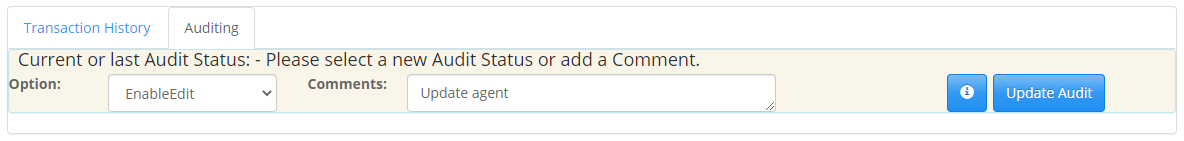 Transaction History Auditing
Current or last Audit Status: - Please select a new Audit Status or add a Comment.
Option: EnableEdit Comments: Update agent Update Audit